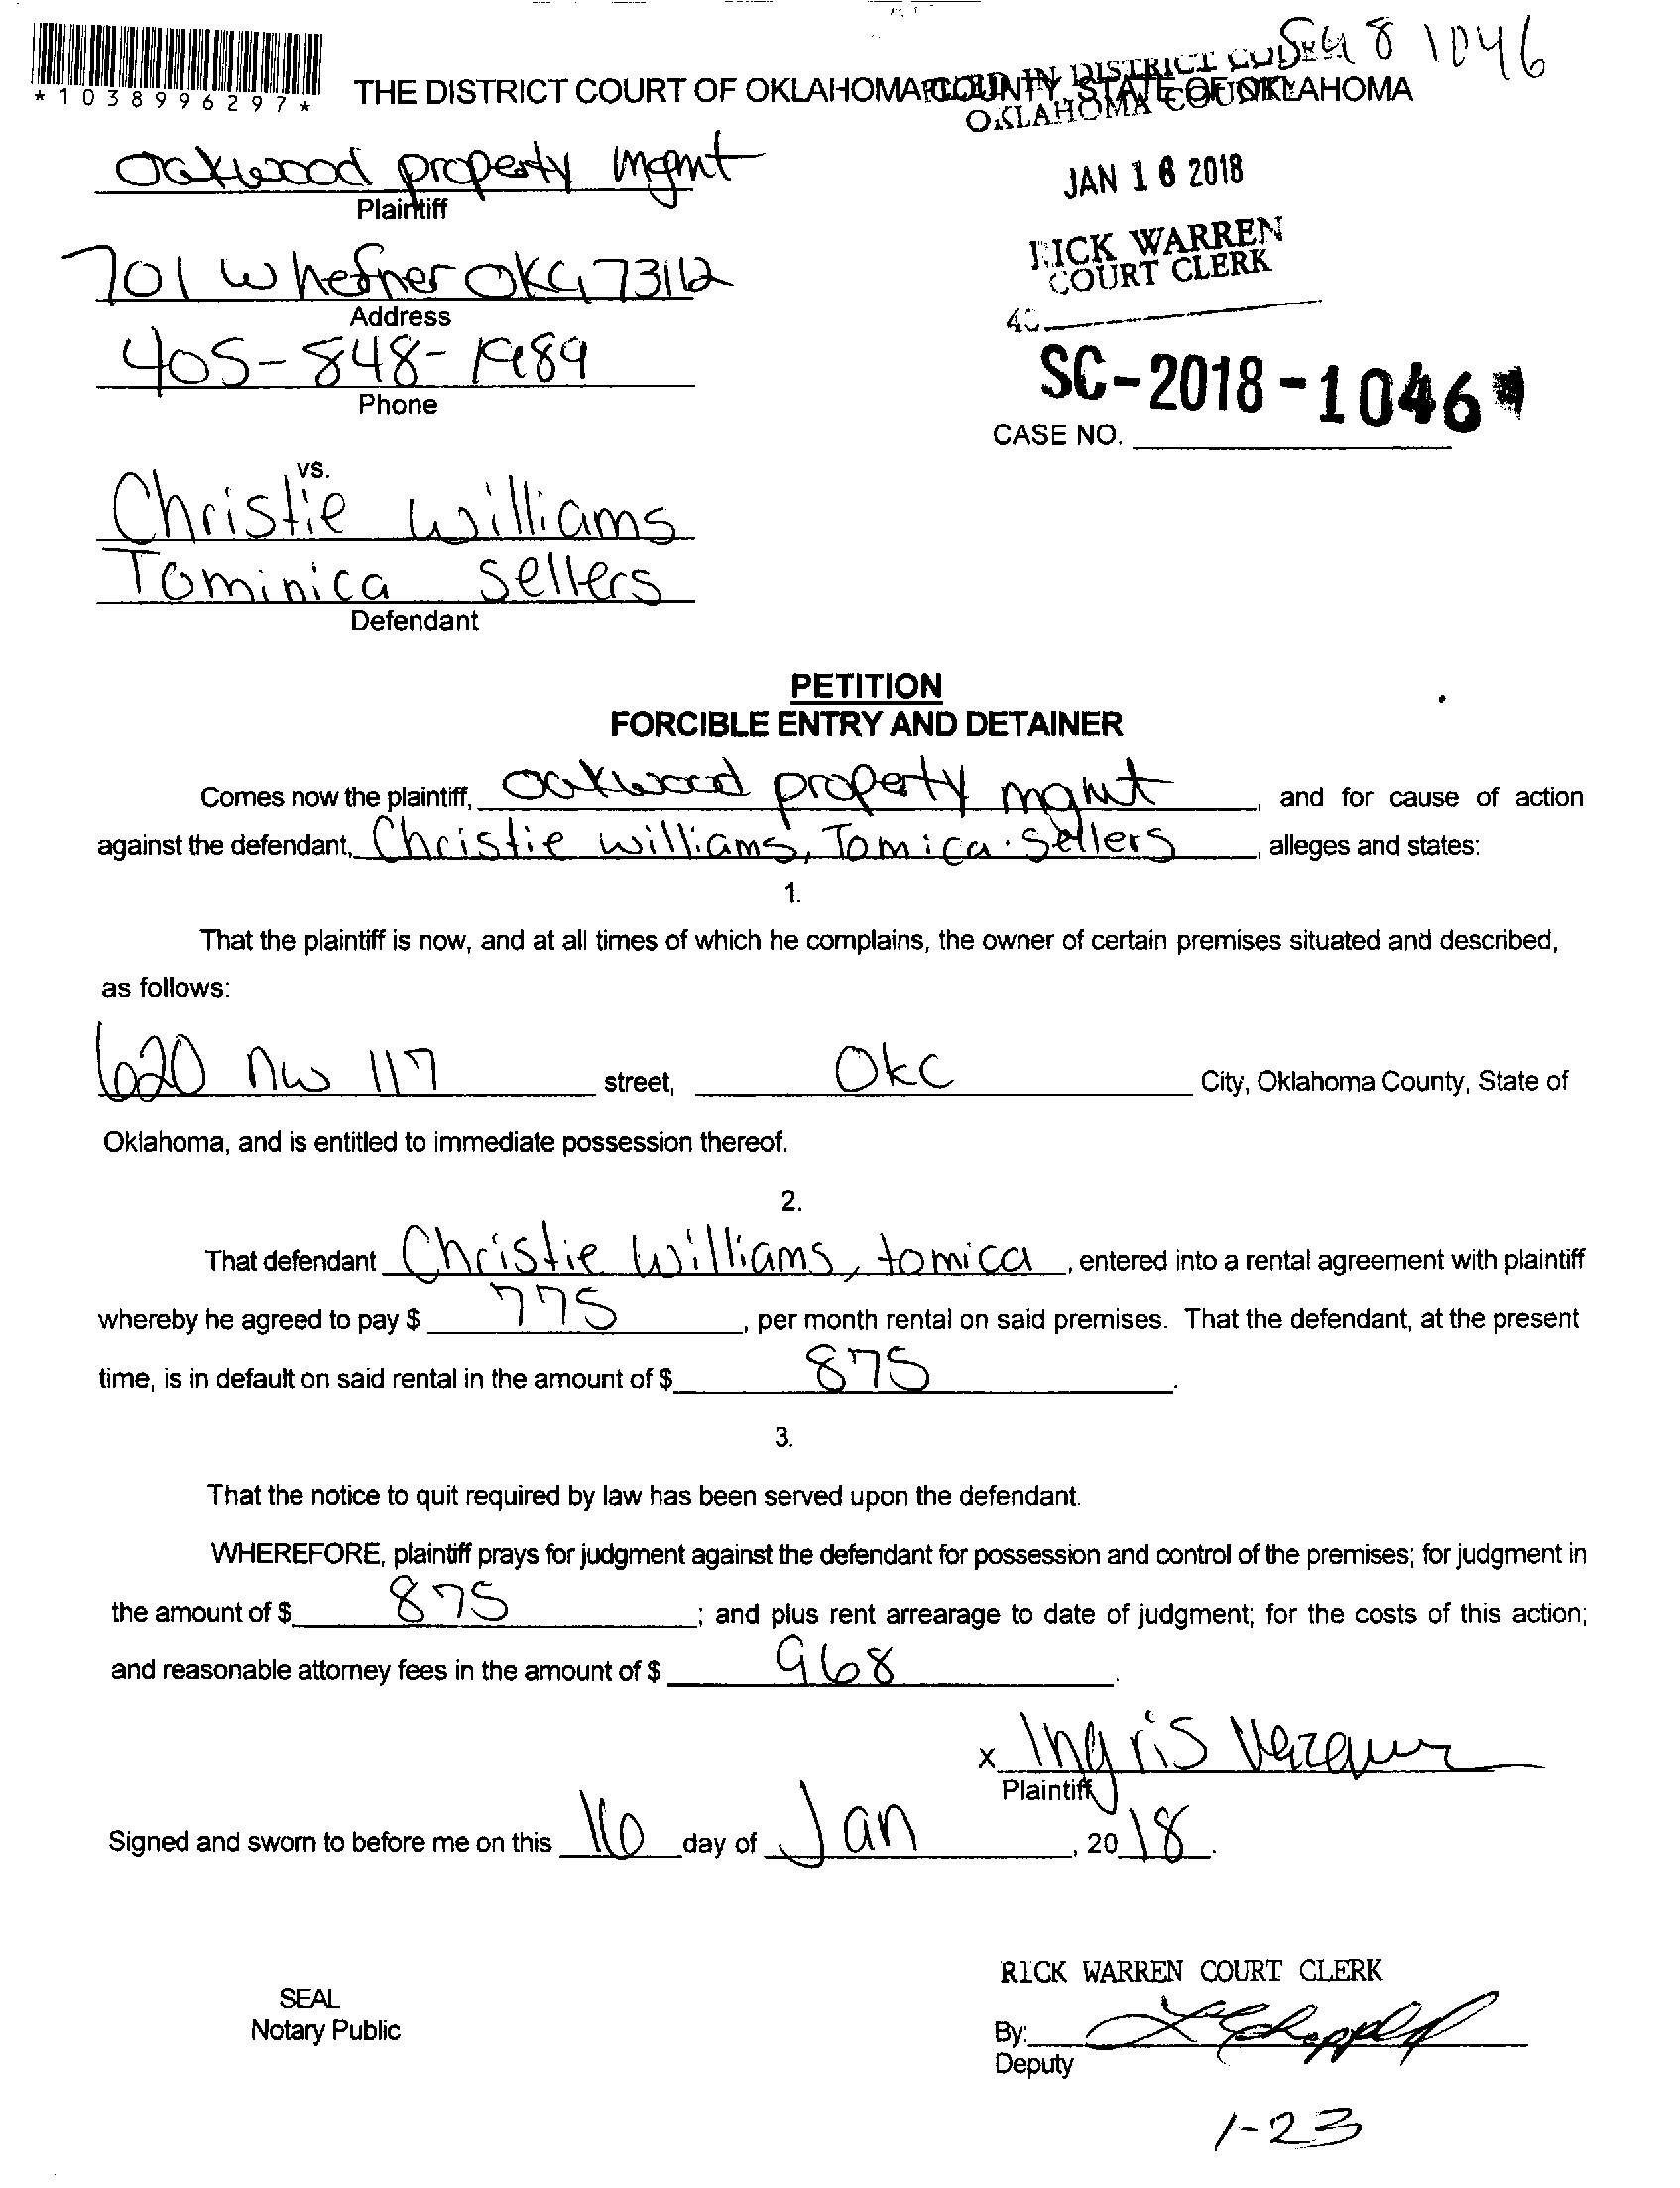 *1038996297*
1046
THE DISTRICT COURT OF OKLAHOMA COUNTY, STATE OF OKLAHOMA
FILED IN DISTRICT COURT
OKLAHOMA COUNTY
JAN 16 2018
RICK WARREN
COURT CLERK
SC-2018-1046
CASE NO.
Oakwood property mgmt
Plaintiff
701 W hefner OKC, 73112
Address
405-848-1989
Phone
vs.
Christie Williams
Tominica Sellers
Defendant
PETITION
FORCIBLE ENTRY AND DETAINER
Comes now the plaintiff, Oakwood property mgmt, and for cause of action
against the defendant, Christie Williams, Tomica Sellers, alleges and states:
1.
That the plaintiff is now, and at all times of which he complains, the owner of certain premises situated and described,
as follows:
620 NW 117 street, OKC City, Oklahoma County, State of
Oklahoma, and is entitled to immediate possession thereof.
2.
That defendant Christie Williams, tomica, entered into a rental agreement with plaintiff
whereby he agreed to pay $ 775, per month rental on said premises. That the defendant, at the present
time, is in default on said rental in the amount of $ 875.
3.
That the notice to quit required by law has been served upon the defendant.
WHEREFORE, plaintiff prays for judgment against the defendant for possession and control of the premises; for judgment in
the amount of $ 875; and plus rent arrearage to date of judgment; for the costs of this action;
and reasonable attorney fees in the amount of $ 968.
x Ingris
Plaintiff
Signed and sworn to before me on this 16 day of Jan, 2018.
RICK WARREN COURT CLERK
SEAL
Notary Public
By:
Deputy
1-23